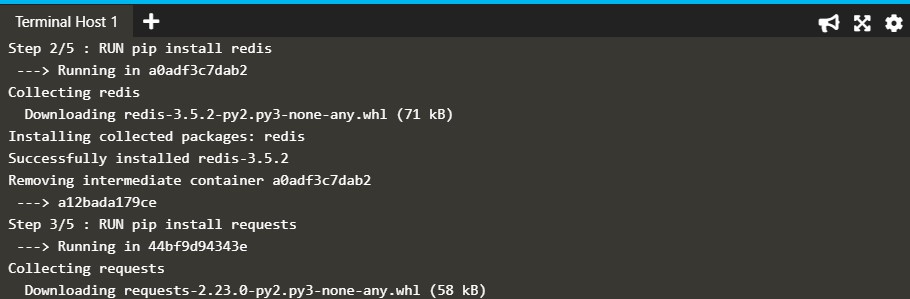 Terminal Host 1
Step 2/5 : RUN pip install redis
---> Running in a0adf3c7dab2
Collecting redis
Downloading redis-3.5.2-py2.py3-none-any.whl (71 kB)
Installing collected packages: redis
Successfully installed redis-3.5.2
Removing intermediate container a0adf3c7dab2
---> a12bada179ce
Step 3/5 : RUN pip install requests
---> Running in 44bf9d94343e
Collecting requests
Downloading requests-2.23.0-py2.py3-none-any.whl (58 kB)